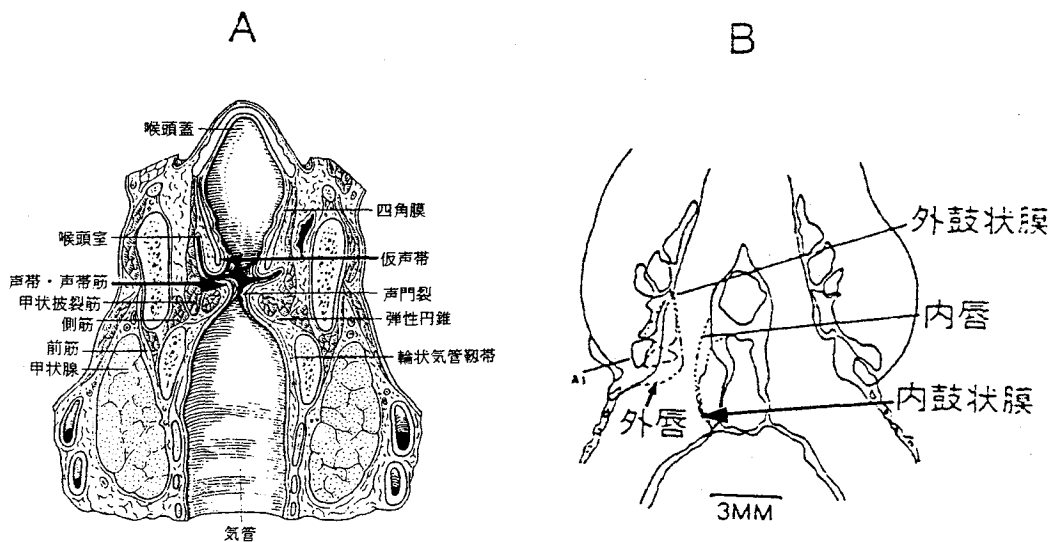 A
喉頭蓋
四角膜
喉頭室
仮声帯
声帯・声帯筋
声門裂
甲状披裂筋
弾性円錐
側筋
前筋
輪状気管靱帯
甲状腺
気管
B
外鼓状膜
内唇
内鼓状膜
外唇
3MM